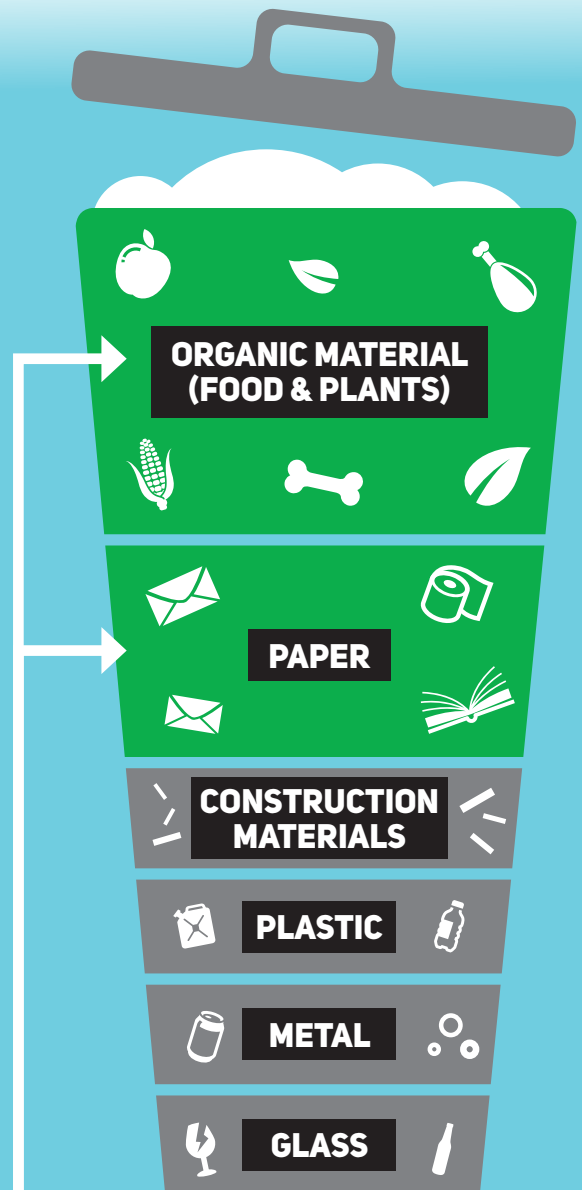 ORGANIC MATERIAL
(FOOD & PLANTS)
PAPER
CONSTRUCTION
MATERIALS
PLASTIC
METAL
GLASS